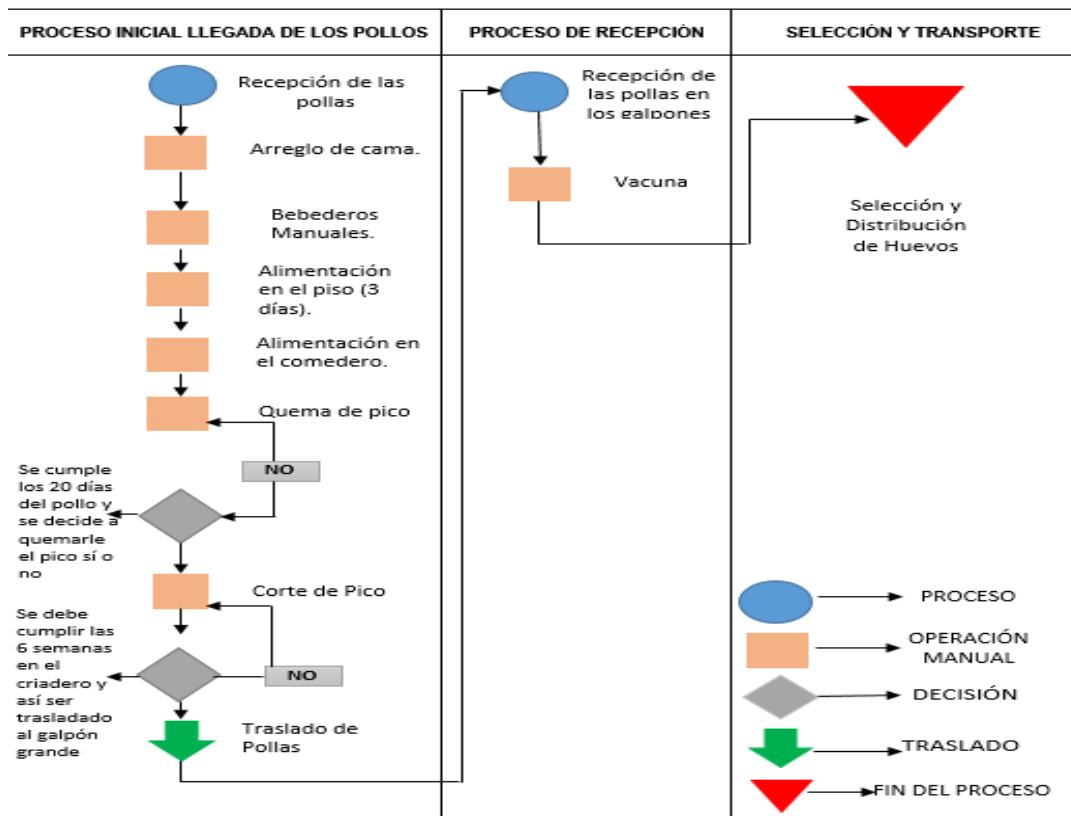 PROCESO INICIAL LLEGADA DE LOS POLLOS
PROCESO DE RECEPCIÓN
SELECCIÓN Y TRANSPORTE
Recepción de las
pollas
Arreglo de cama.
Bebederos
Manuales.
Alimentación
en el piso (3
días).
Alimentación en
el comedero.
Quema de pico
NO
Se cumple
los 20 días
del pollo y
se decide a
quemarle
el pico sí o
no
Corte de Pico
Se debe
cumplir las
6 semanas
en el
criadero y
así ser
trasladado
al galpón
grande
NO
Traslado de
Pollas
Recepción de
las pollas en
los galpones
Vacuna
Selección y
Distribución
de Huevos
PROCESO
OPERACIÓN
MANUAL
DECISIÓN
TRASLADO
FIN DEL PROCESO